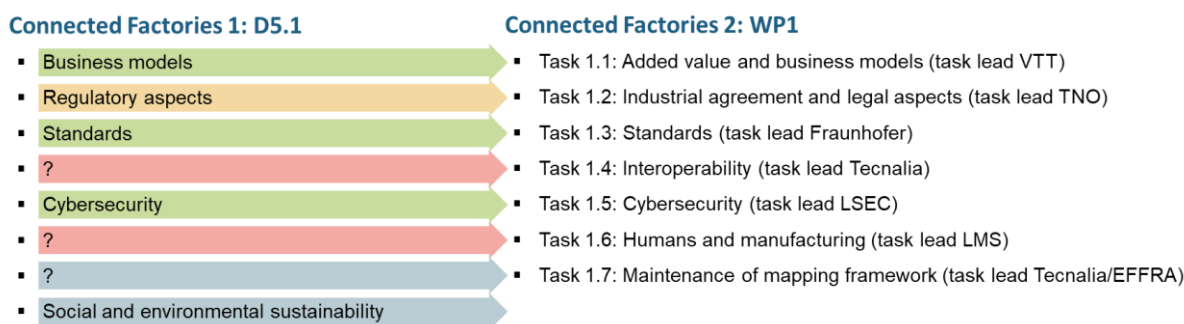 Connected Factories 1: D5.1
Connected Factories 2: WP1
▪ Business models
▪ Task 1.1: Added value and business models (task lead VTT)
▪ Regulatory aspects
▪ Task 1.2: Industrial agreement and legal aspects (task lead TNO)
▪ Standards
▪ Task 1.3: Standards (task lead Fraunhofer)
▪ ?
▪ Task 1.4: Interoperability (task lead Tecnalia)
▪ Cybersecurity
▪ Task 1.5: Cybersecurity (task lead LSEC)
▪ ?
▪ Task 1.6: Humans and manufacturing (task lead LMS)
▪ ?
▪ Task 1.7: Maintenance of mapping framework (task lead Tecnalia/EFFRA)
▪ Social and environmental sustainability